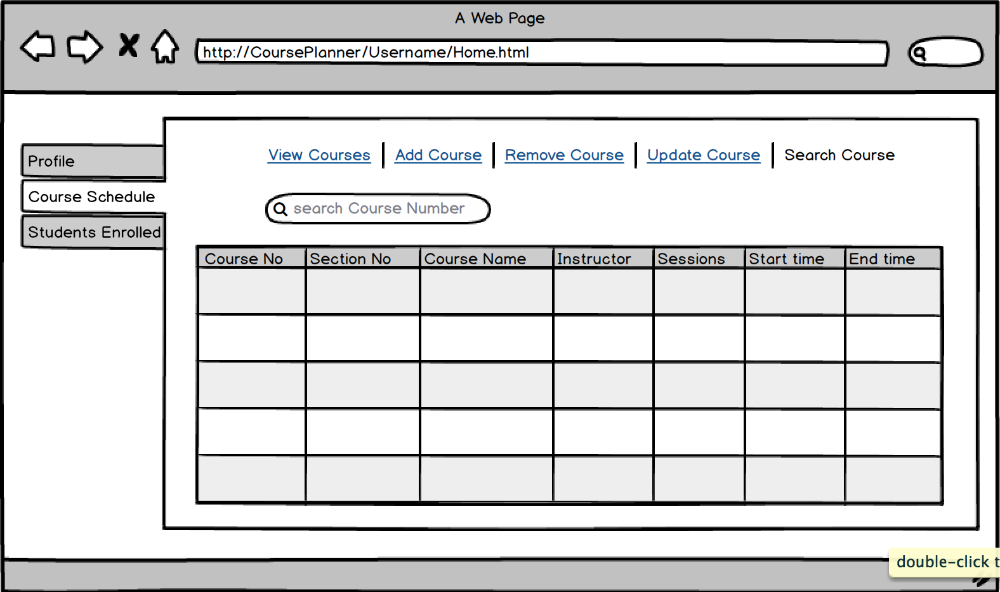 A Web Page
http://CoursePlanner/Username/Home.html
Profile
Course Schedule
Students Enrolled
View Courses | Add Course | Remove Course | Update Course | Search Course
search Course Number
Course No Section No Course Name Instructor Sessions Start time End time
double-click t